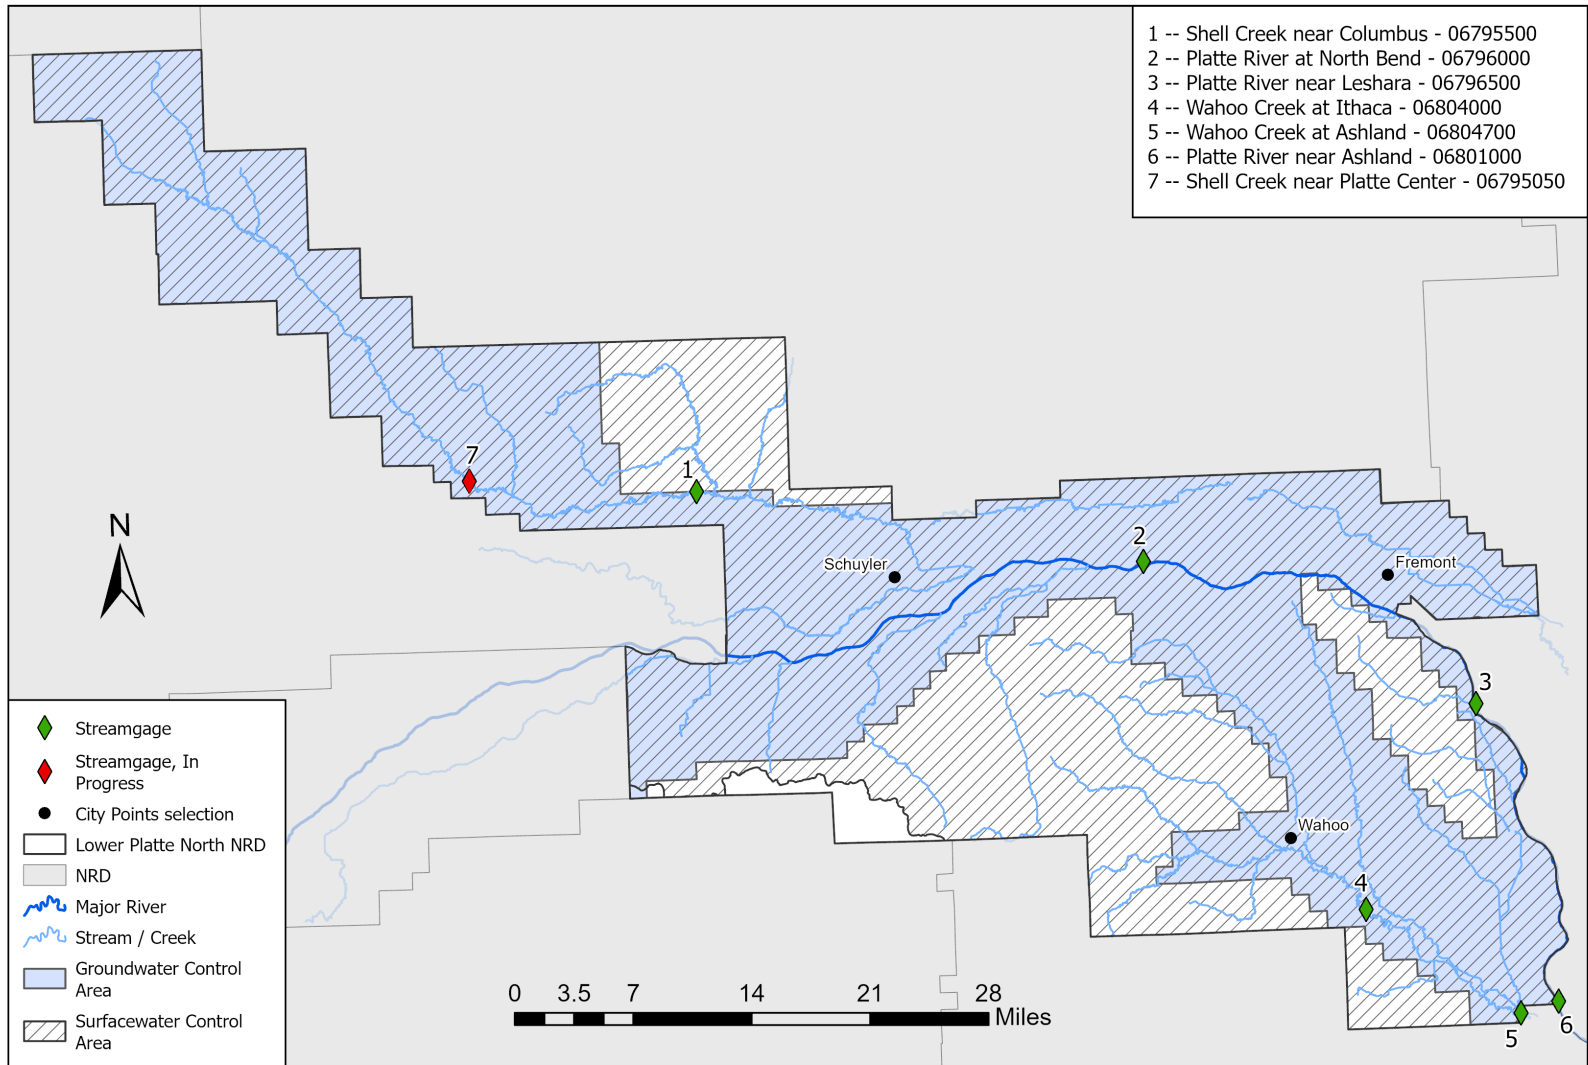 1 -- Shell Creek near Columbus - 06795500
2 -- Platte River at North Bend - 06796000
3 -- Platte River near Leshara - 06796500
4 -- Wahoo Creek at Ithaca - 06804000
5 -- Wahoo Creek at Ashland - 06804700
6 -- Platte River near Ashland - 06801000
7 -- Shell Creek near Platte Center - 06795050
7
1
N
2
Schuyler
Fremont
3
Wahoo
4
5
6
Streamgage
Streamgage, In
Progress
City Points selection
Lower Platte North NRD
NRD
Major River
Stream / Creek
Groundwater Control
Area
Surfacewater Control
Area
0 3.5 7 14 21 28
Miles